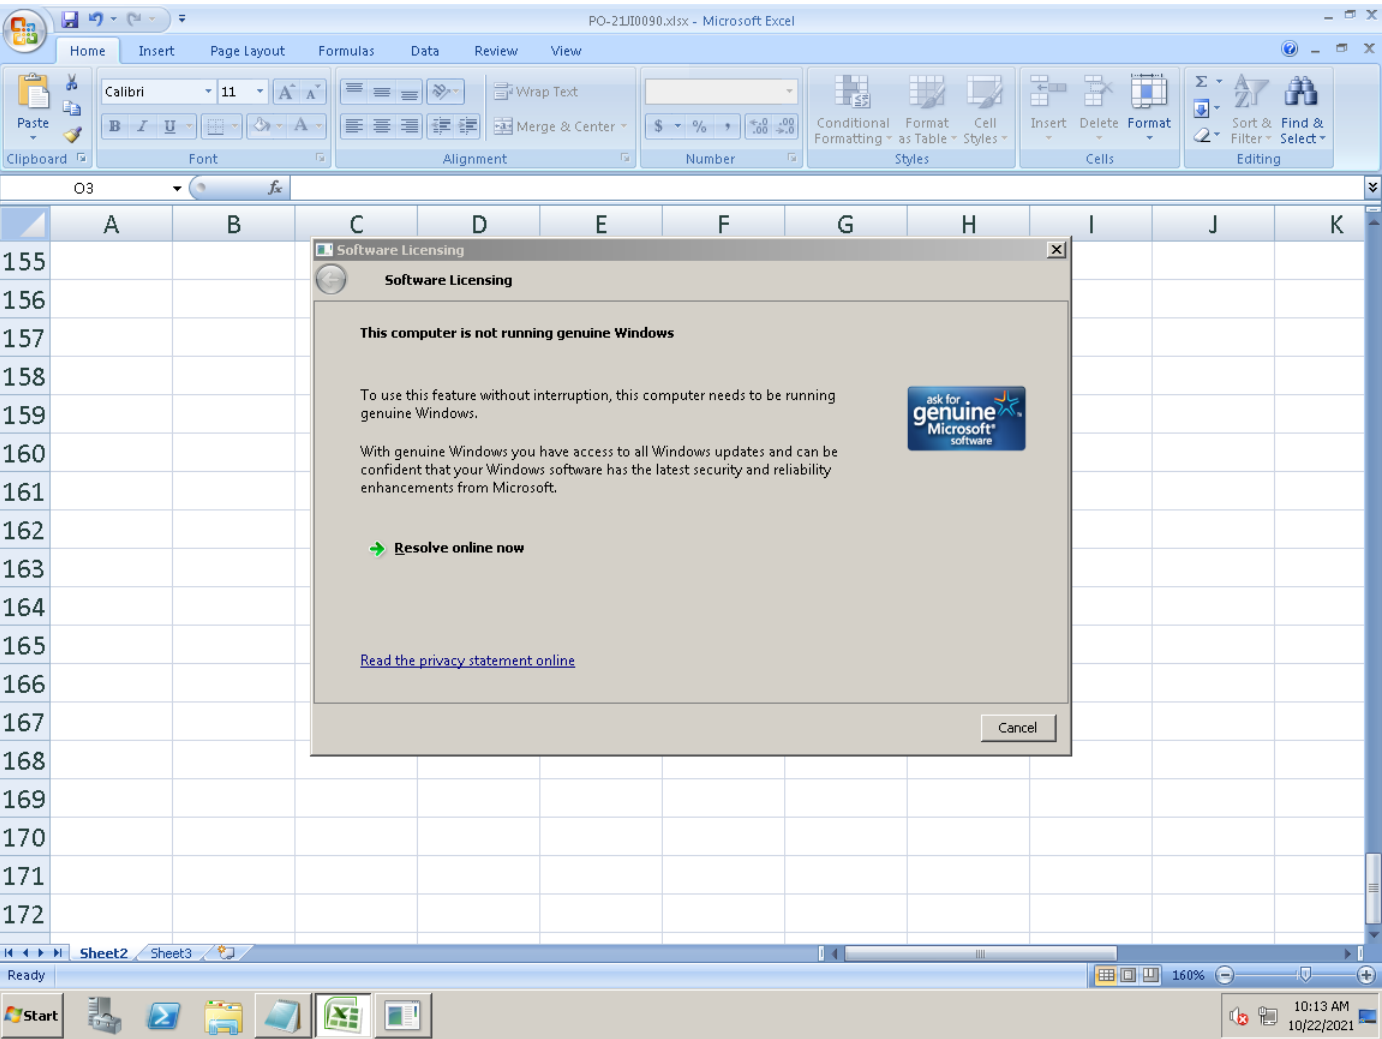 PO-21JI0090.xlsx - Microsoft Excel
Home Insert Page Layout Formulas Data Review View
Calibri 11 A A Wrap Text
Paste B I U A Merge & Center $ % , .0 .00 .00 .0
Conditional Formatting Format as Table Cell Styles Insert Delete Format Σ Sort & Filter Find & Select
Clipboard Font Alignment Number Styles Cells Editing
O3 fx
A B C D E F G H I J K
155
156
157
158
159
160
161
162
163
164
165
166
167
168
169
170
171
172
Software Licensing
Software Licensing
This computer is not running genuine Windows
To use this feature without interruption, this computer needs to be running
genuine Windows.
With genuine Windows you have access to all Windows updates and can be
confident that your Windows software has the latest security and reliability
enhancements from Microsoft.
ask for
genuine
Microsoft®
software
Resolve online now
Read the privacy statement online
Cancel
Sheet2 Sheet3
Ready 160%
Start 10:13 AM
10/22/2021